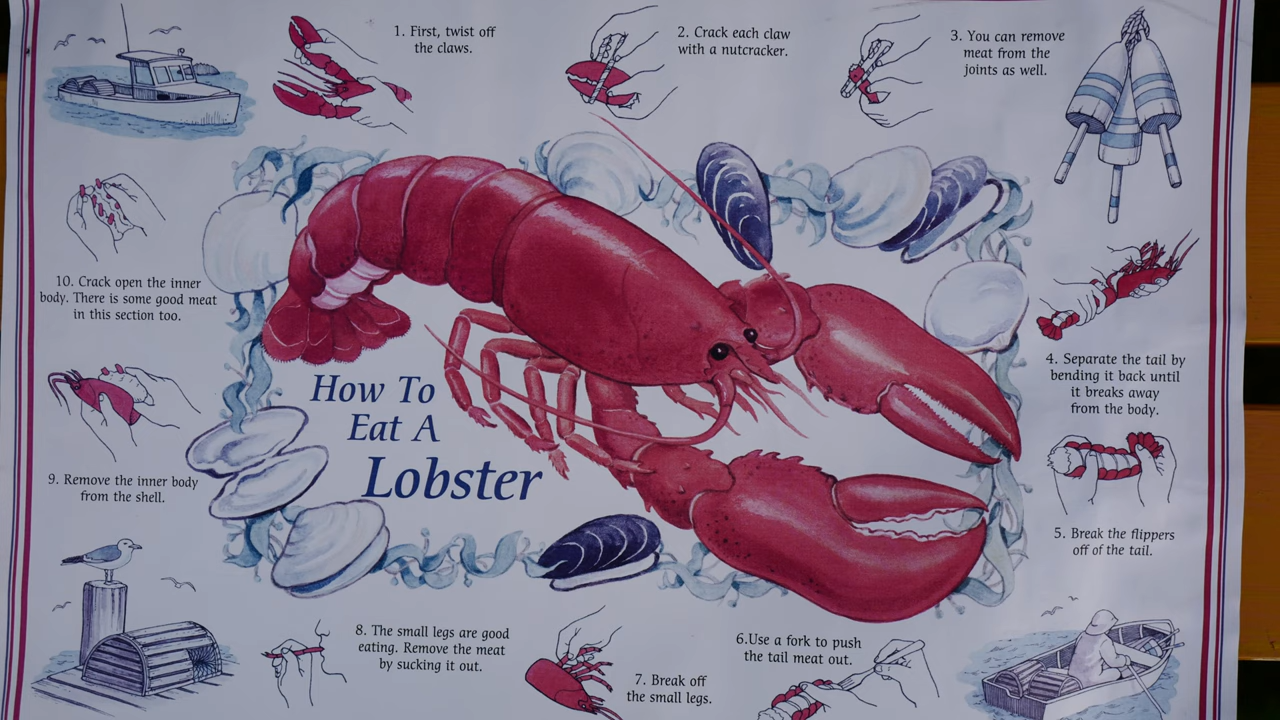 1. First, twist off
the claws.
2. Crack each claw
with a nutcracker.
3. You can remove
meat from the
joints as well.
4. Separate the tail by
bending it back until
it breaks away
from the body.
5. Break the flippers
off of the tail.
6.Use a fork to push
the tail meat out.
7. Break off
the small legs.
8. The small legs are good
eating. Remove the meat
by sucking it out.
9. Remove the inner body
from the shell.
10. Crack open the inner
body. There is some good meat
in this section too.
How To
Eat A
Lobster